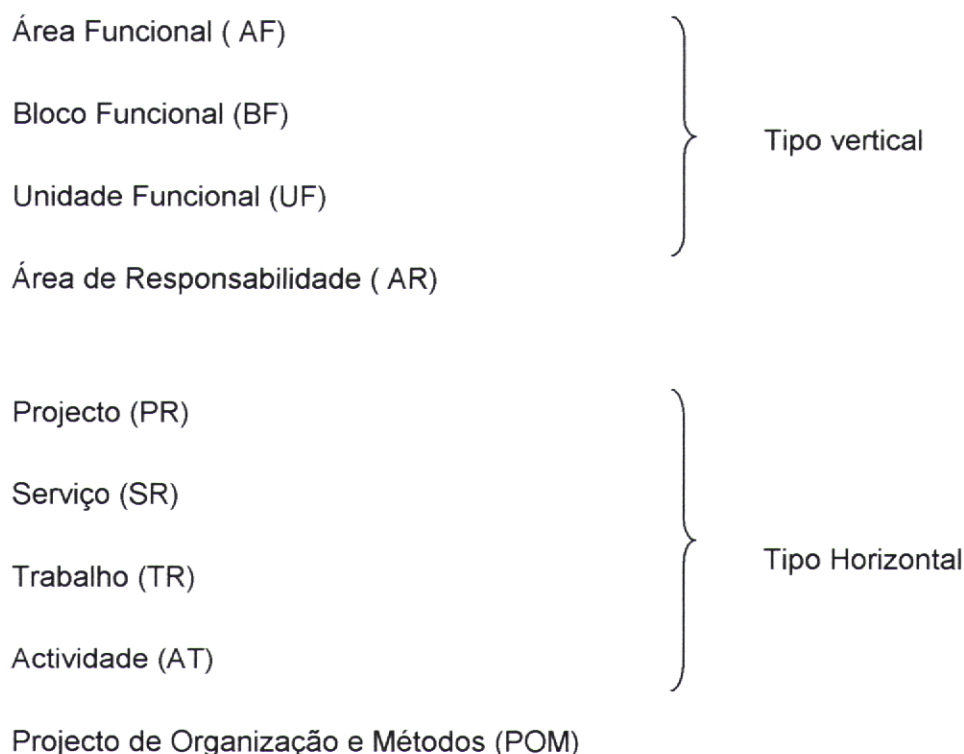 Área Funcional ( AF)
Bloco Funcional (BF)
Tipo vertical
Unidade Funcional (UF)
Área de Responsabilidade ( AR)
Projecto (PR)
Serviço (SR)
Tipo Horizontal
Trabalho (TR)
Actividade (AT)
Projecto de Organização e Métodos (POM)